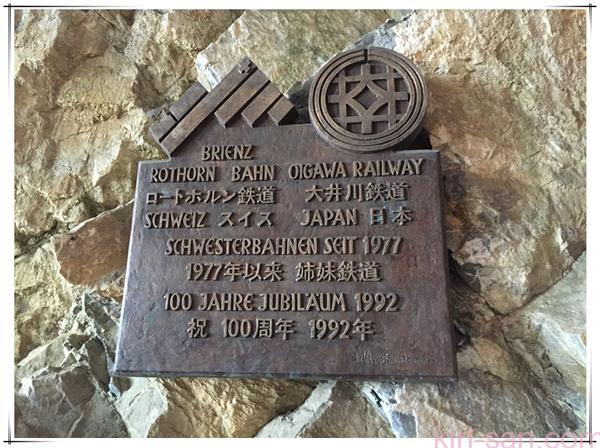 BRIENZ
ROTHORN BAHN OIGAWA RAILWAY
ロートホルン鉄道 大井川鉄道
SCHWEIZ スイス JAPAN 日本
SCHWESTERBAHNEN SEIT 1977
1977年以来 姉妹鉄道
100 JAHRE JUBILÄUM 1992
祝 100周年 1992年
kiri-san.com